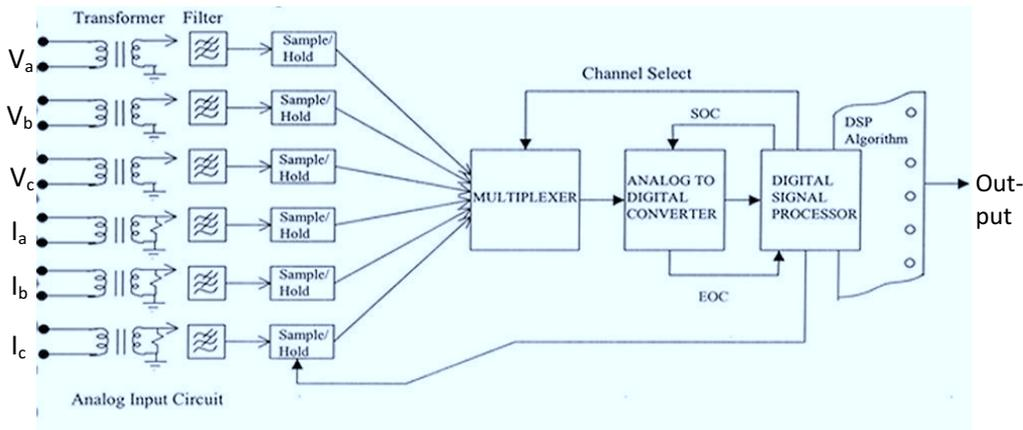 Transformer Filter
Va
Sample/
Hold
Vb
Sample/
Hold
Vc
Sample/
Hold
Ia
Sample/
Hold
Ib
Sample/
Hold
Ic
Sample/
Hold
Analog Input Circuit
Channel Select
SOC
MULTIPLEXER
ANALOG TO
DIGITAL
CONVERTER
DIGITAL
SIGNAL
PROCESSOR
EOC
DSP
Algorithm
Out-
put